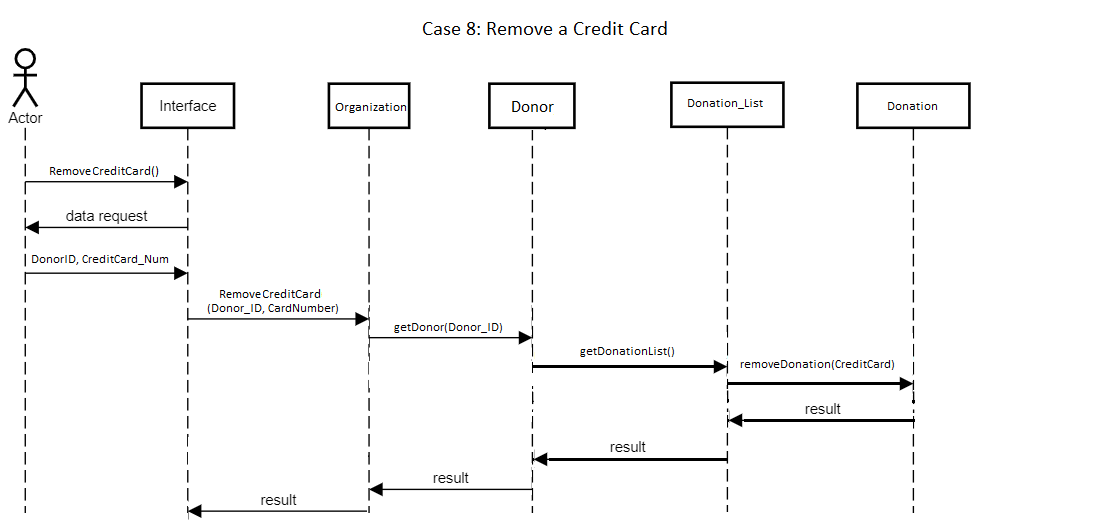 Case 8: Remove a Credit Card
Actor
Interface
Organization
Donor
Donation_List
Donation
RemoveCreditCard()
data request
DonorID, CreditCard_Num
RemoveCreditCard
(Donor_ID, CardNumber)
getDonor(Donor_ID)
getDonationList()
removeDonation(CreditCard)
result
result
result
result